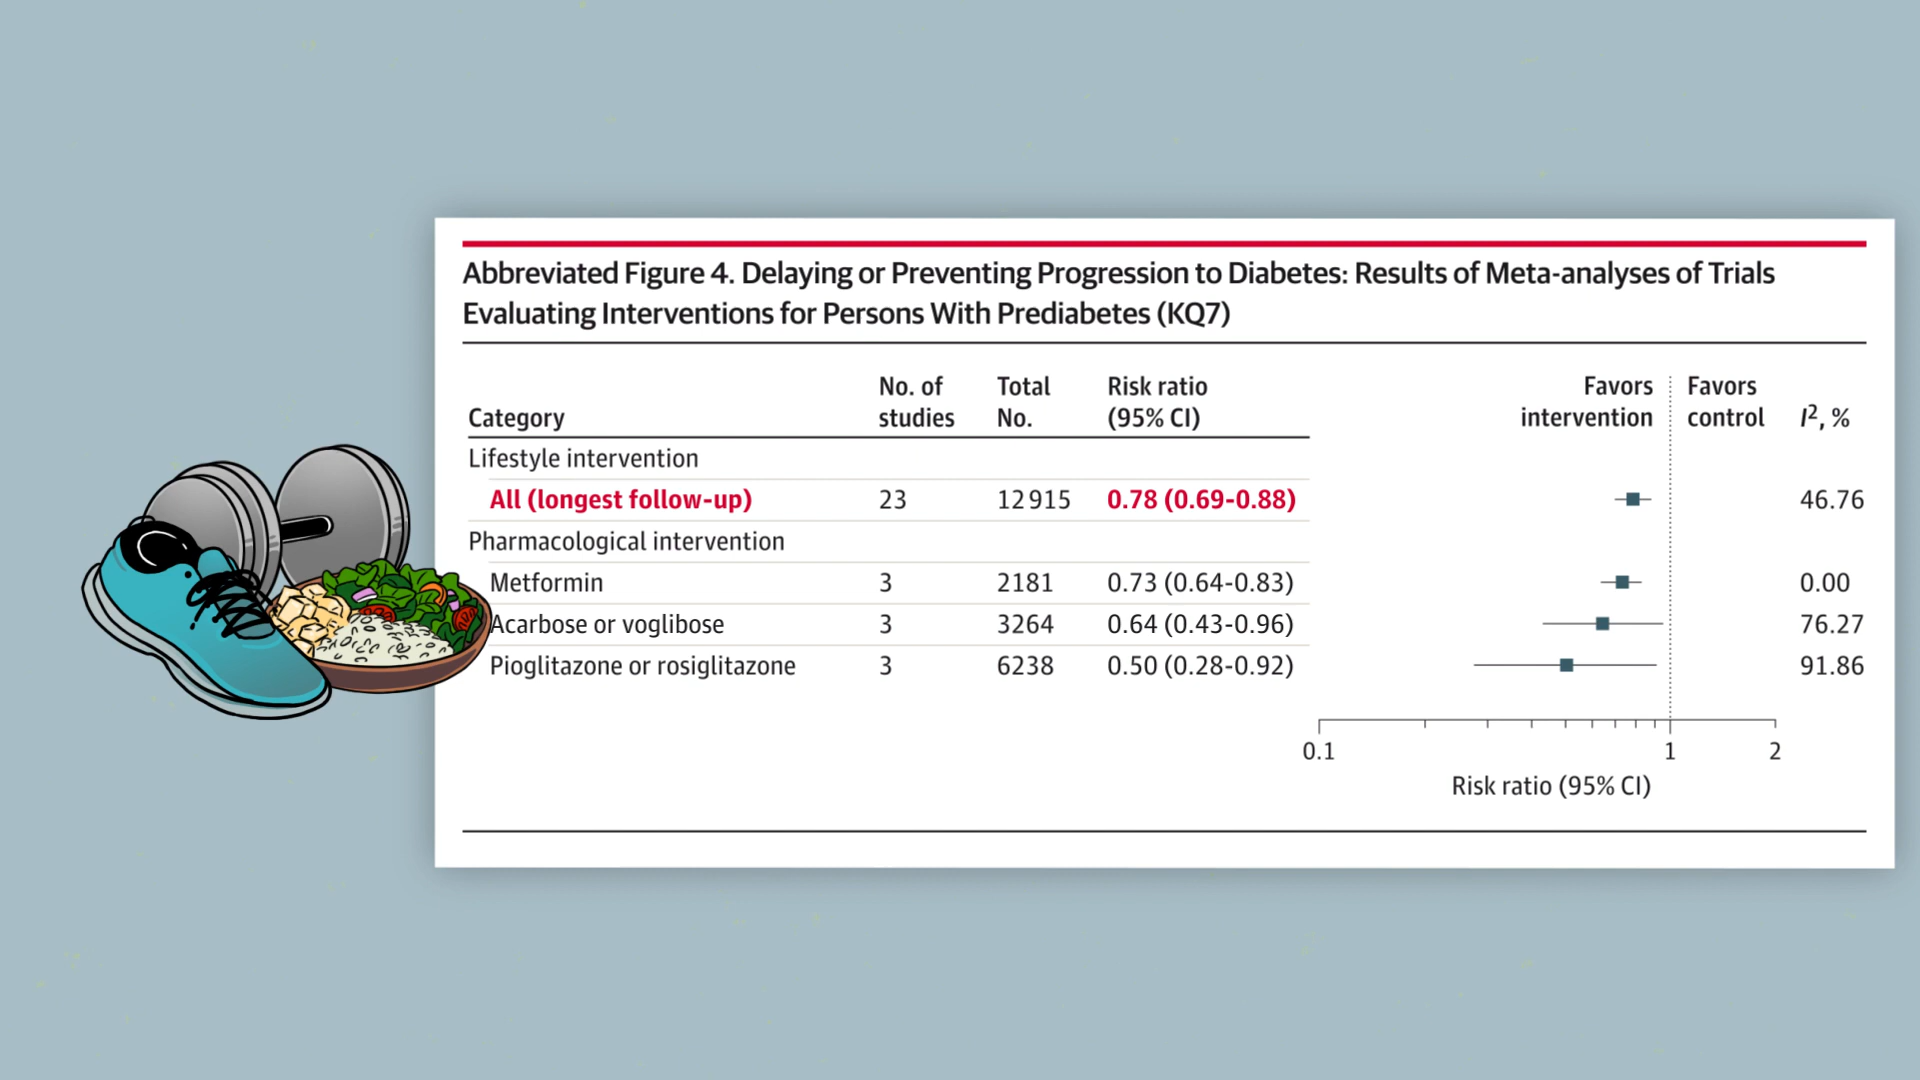 Abbreviated Figure 4. Delaying or Preventing Progression to Diabetes: Results of Meta-analyses of Trials
Evaluating Interventions for Persons With Prediabetes (KQ7)
Category No. of studies Total No. Risk ratio (95% CI) Favors intervention Favors control I², %
Lifestyle intervention
All (longest follow-up) 23 12 915 0.78 (0.69-0.88) 46.76
Pharmacological intervention
Metformin 3 2181 0.73 (0.64-0.83) 0.00
Acarbose or voglibose 3 3264 0.64 (0.43-0.96) 76.27
Pioglitazone or rosiglitazone 3 6238 0.50 (0.28-0.92) 91.86
0.1 1 2
Risk ratio (95% CI)